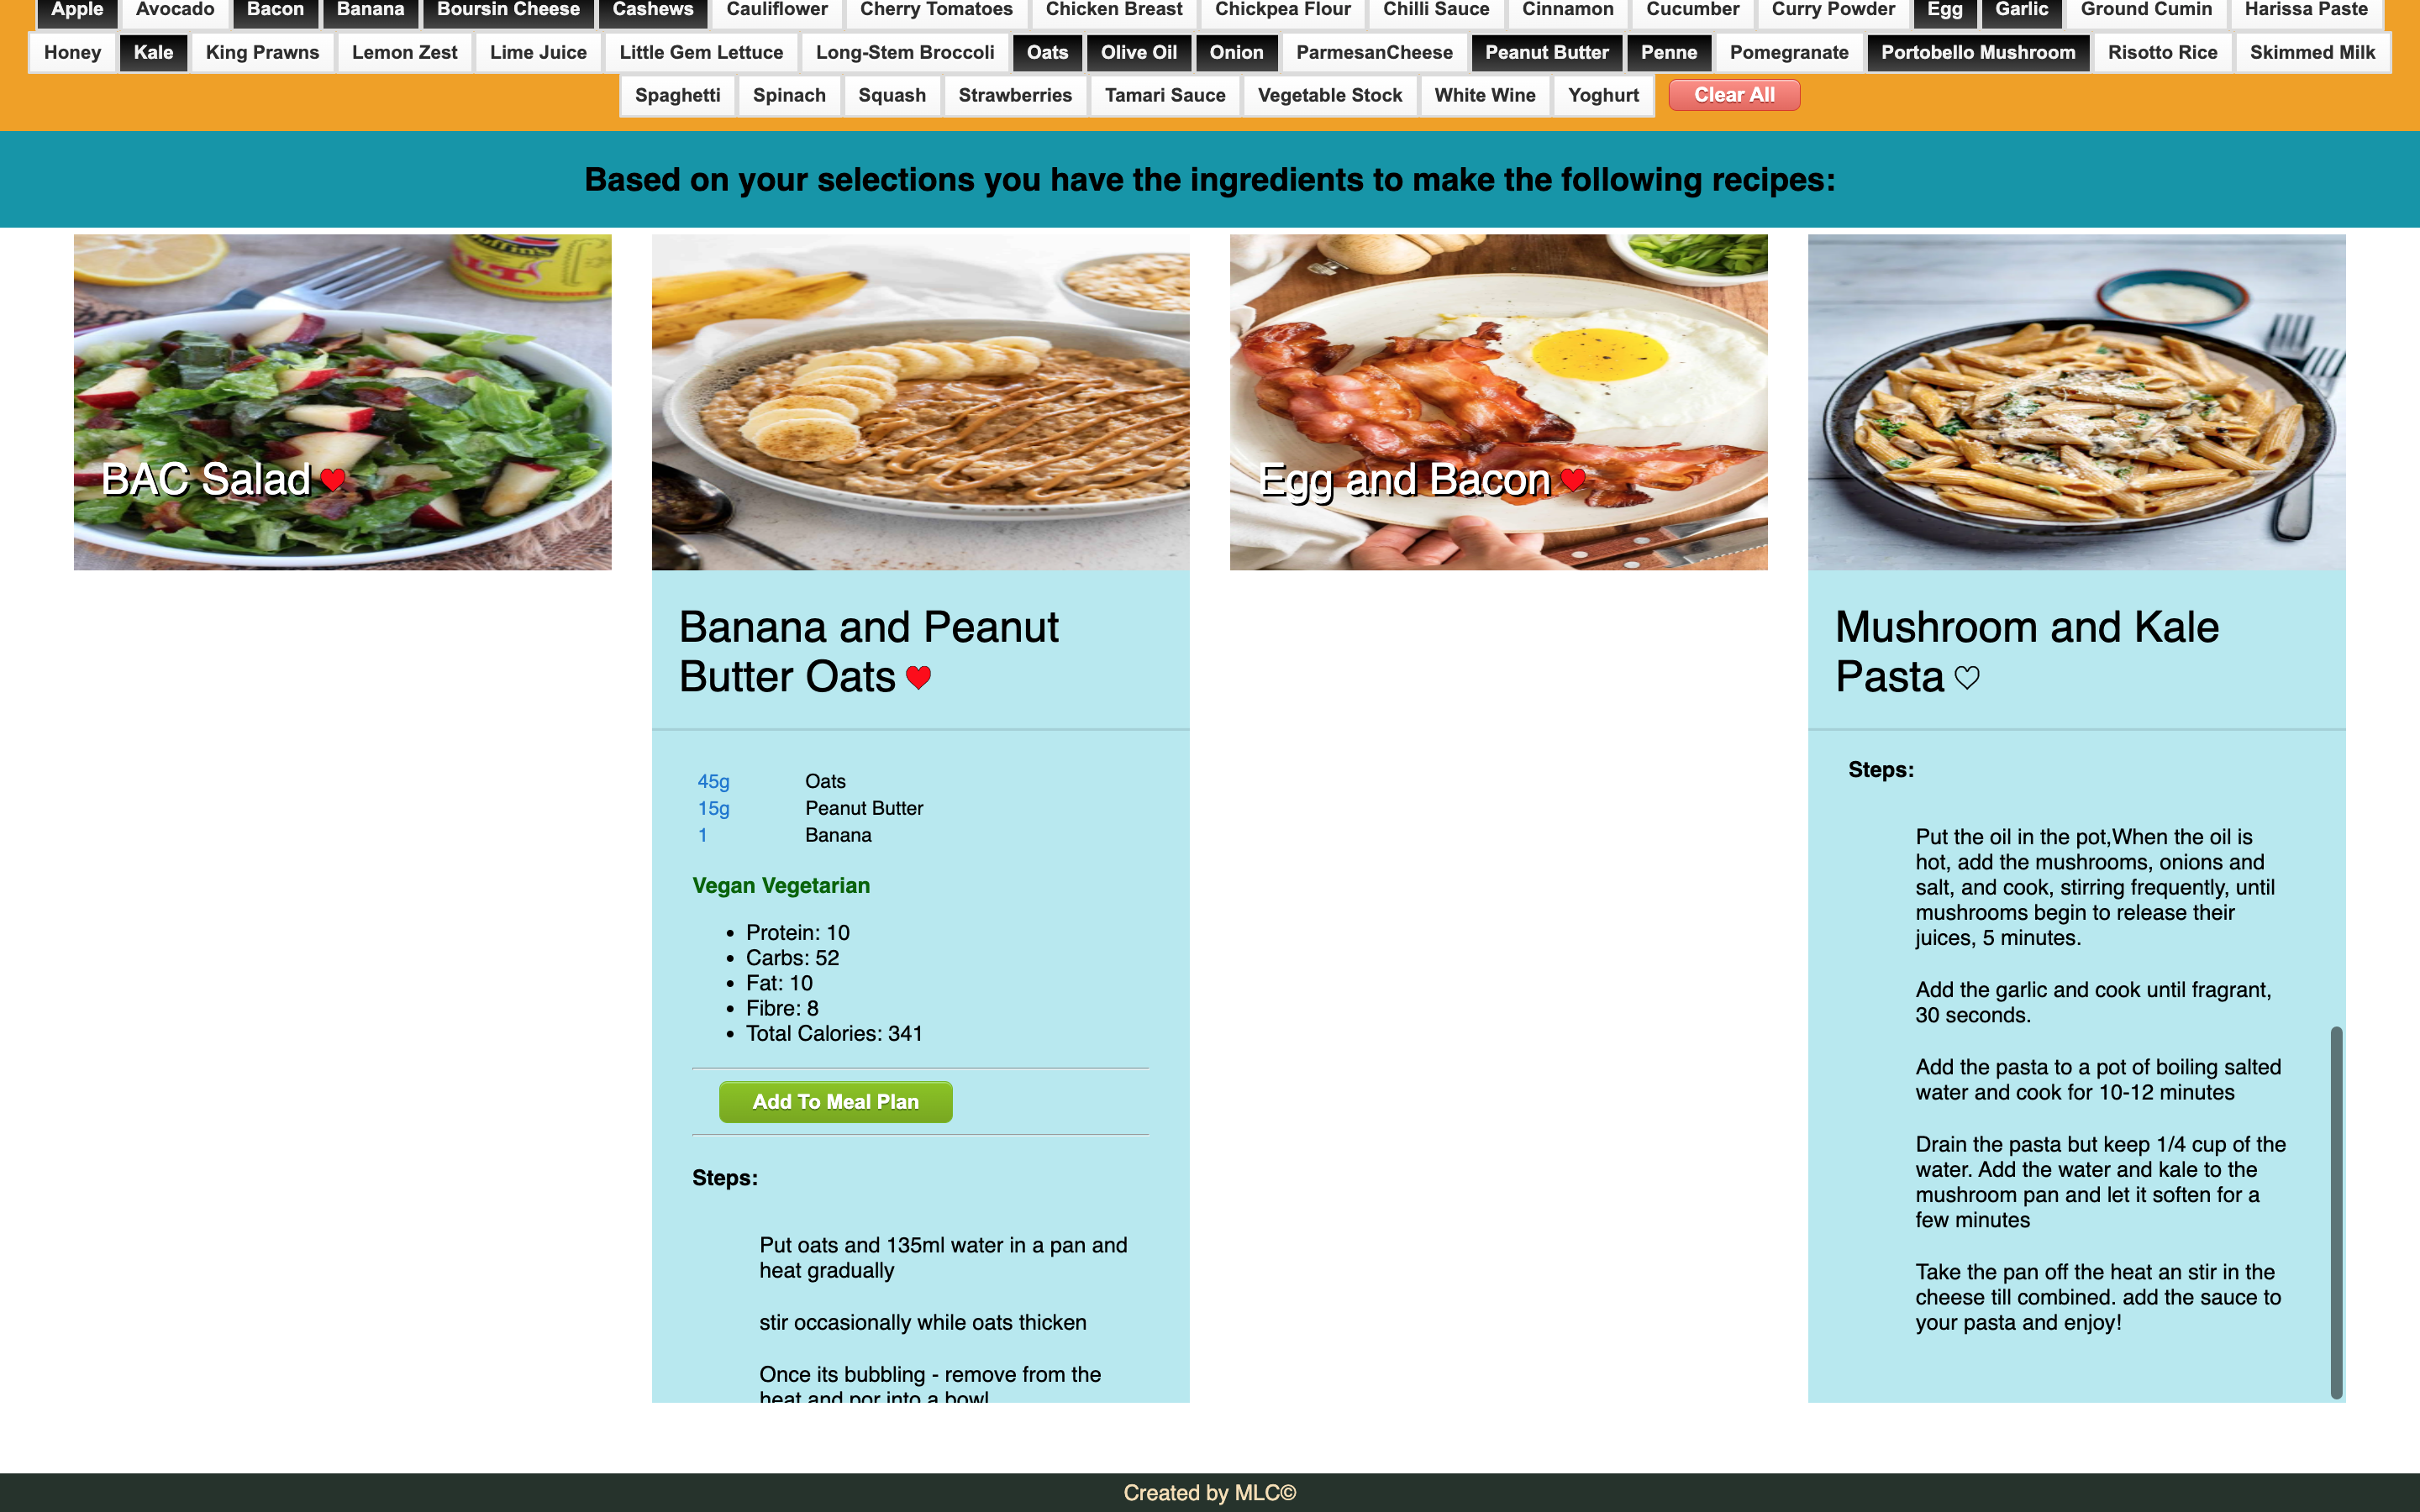 Apple Avocado Bacon Banana Boursin Cheese Cashews Cauliflower Cherry Tomatoes Chicken Breast Chickpea Flour Chilli Sauce Cinnamon Cucumber Curry Powder Egg Garlic Ground Cumin Harissa Paste
Honey Kale King Prawns Lemon Zest Lime Juice Little Gem Lettuce Long-Stem Broccoli Oats Olive Oil Onion ParmesanCheese Peanut Butter Penne Pomegranate Portobello Mushroom Risotto Rice Skimmed Milk
Spaghetti Spinach Squash Strawberries Tamari Sauce Vegetable Stock White Wine Yoghurt Clear All
Based on your selections you have the ingredients to make the following recipes:
BAC Salad
Banana and Peanut
Butter Oats
45g Oats
15g Peanut Butter
1 Banana
Vegan Vegetarian
Protein: 10
Carbs: 52
Fat: 10
Fibre: 8
Total Calories: 341
Add To Meal Plan
Steps:
Put oats and 135ml water in a pan and
heat gradually
stir occasionally while oats thicken
Once its bubbling - remove from the
heat and por into a bowl
Egg and Bacon
Mushroom and Kale
Pasta
Steps:
Put the oil in the pot,When the oil is
hot, add the mushrooms, onions and
salt, and cook, stirring frequently, until
mushrooms begin to release their
juices, 5 minutes.
Add the garlic and cook until fragrant,
30 seconds.
Add the pasta to a pot of boiling salted
water and cook for 10-12 minutes
Drain the pasta but keep 1/4 cup of the
water. Add the water and kale to the
mushroom pan and let it soften for a
few minutes
Take the pan off the heat an stir in the
cheese till combined. add the sauce to
your pasta and enjoy!
Created by MLC©